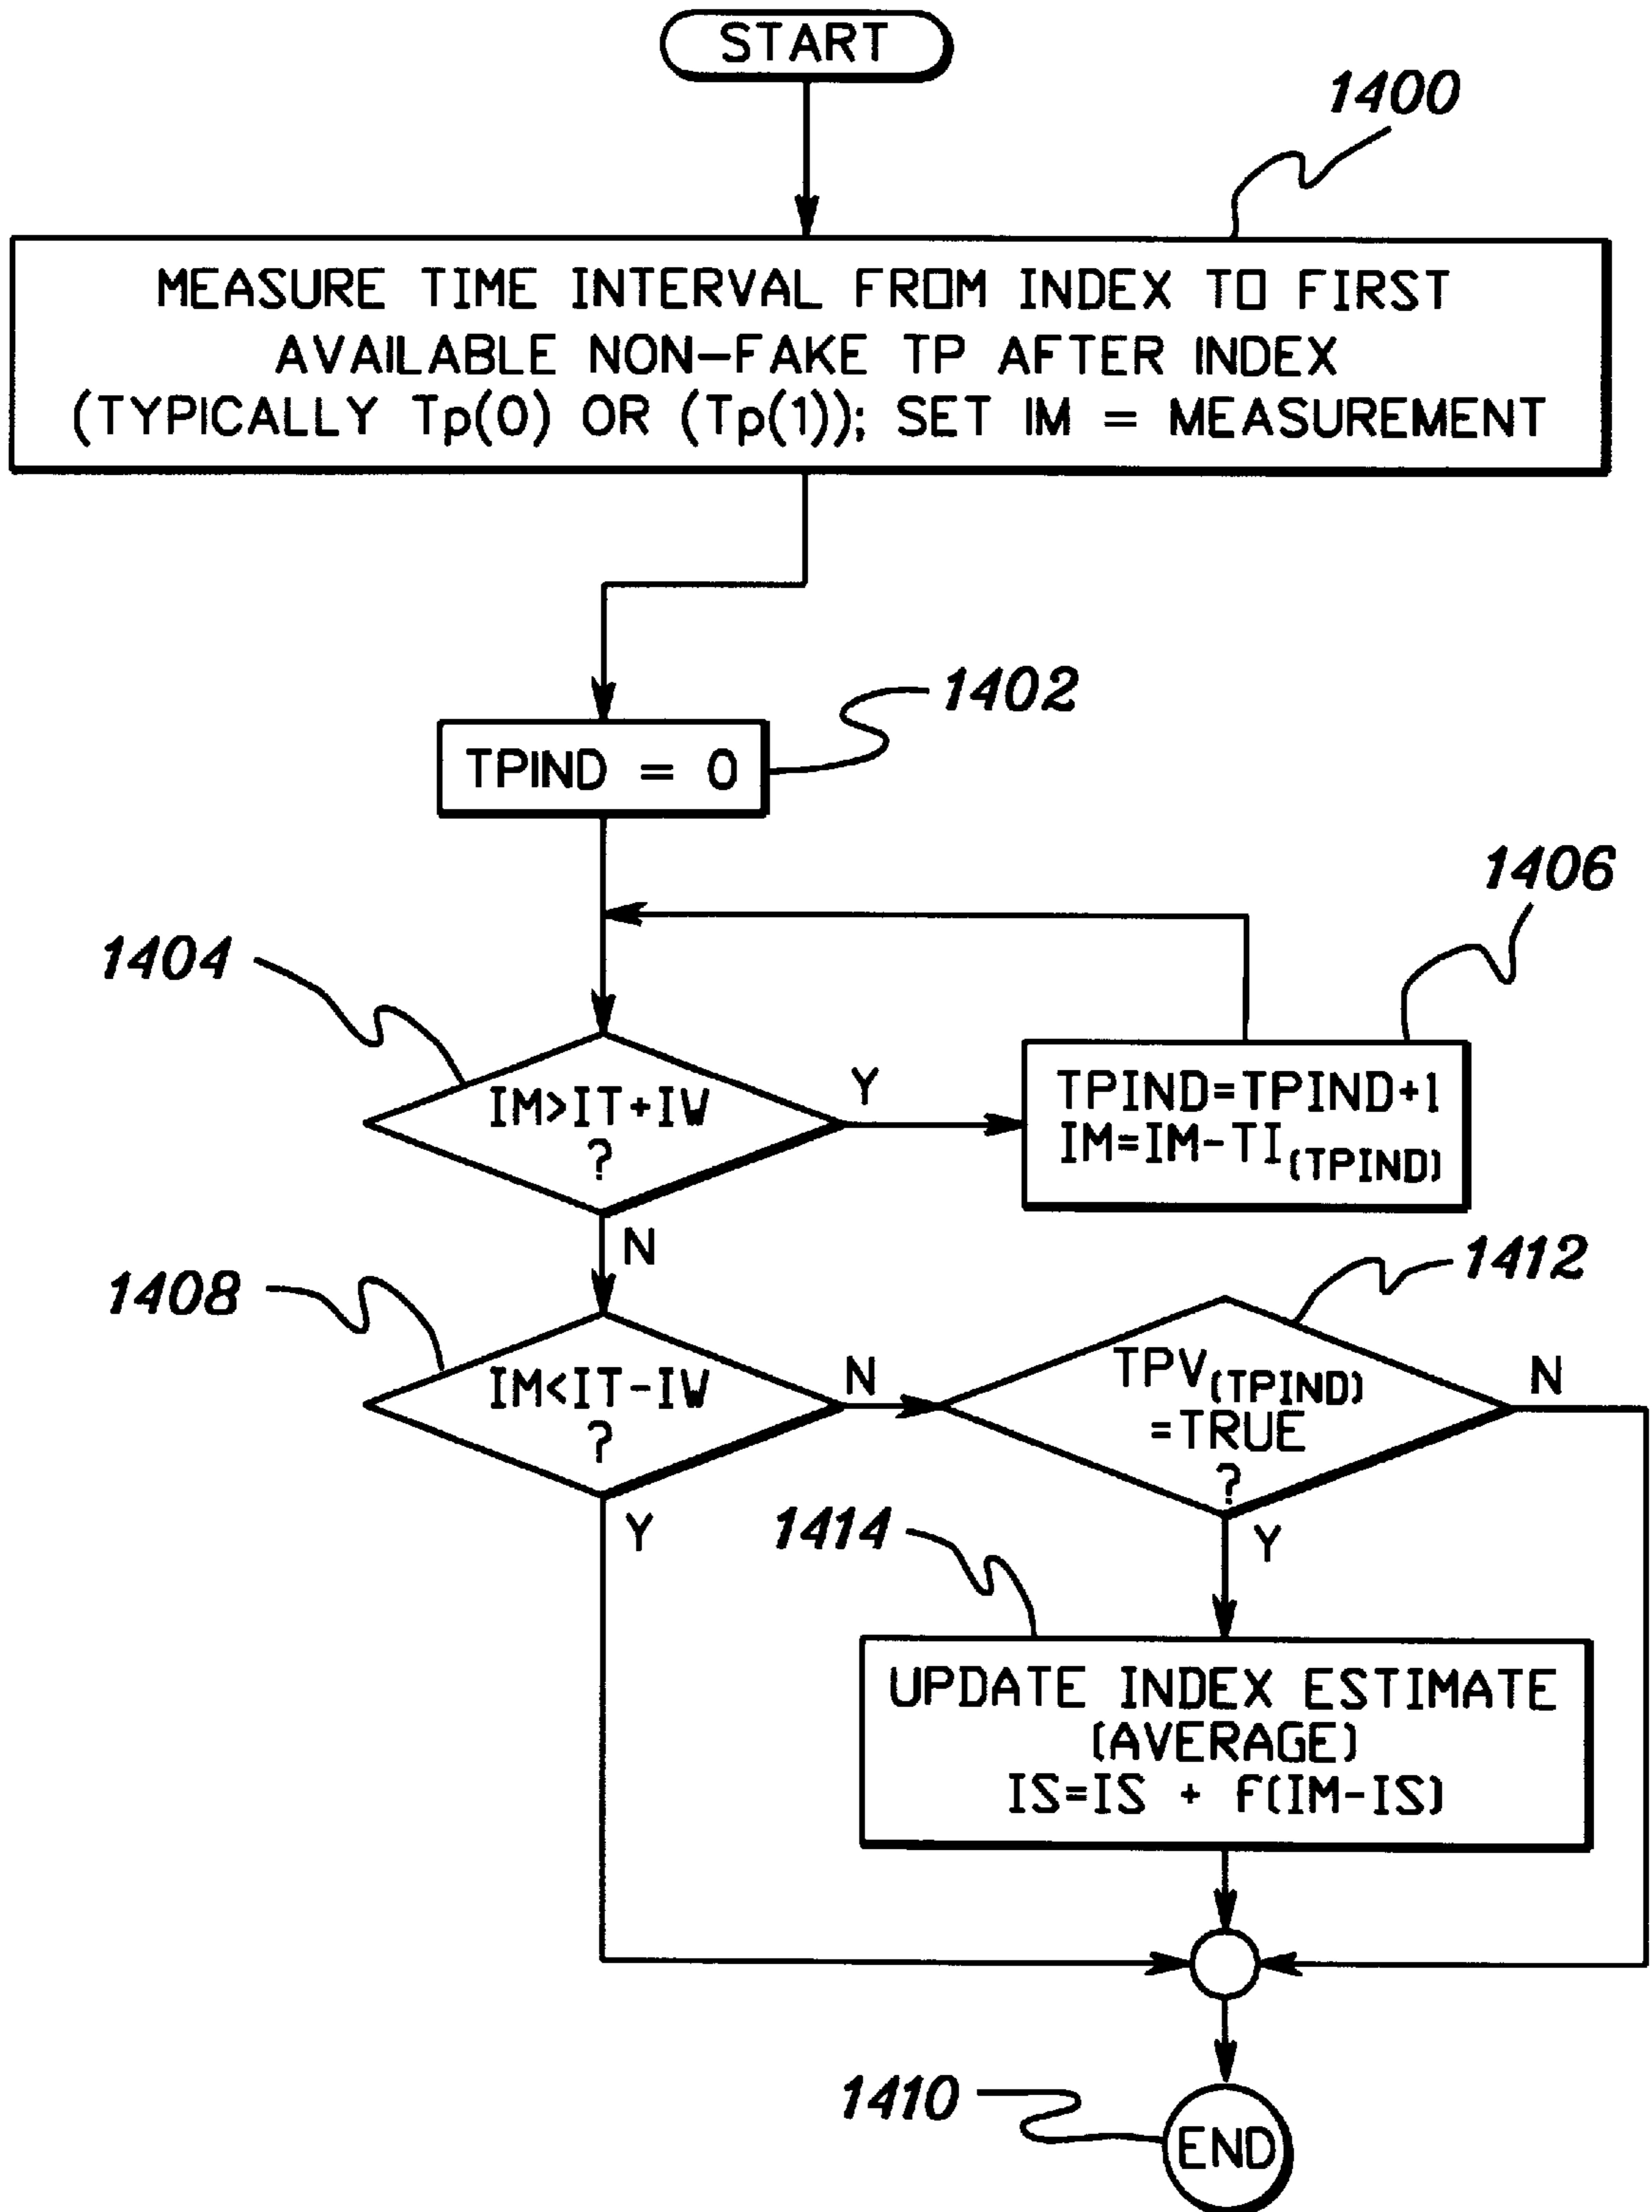 START
1400
MEASURE TIME INTERVAL FROM INDEX TO FIRST
AVAILABLE NON-FAKE TP AFTER INDEX
(TYPICALLY Tp(0) OR (Tp(1)); SET IM = MEASUREMENT
1402
TPIND = 0
1406
1404
IM>IT+IW
?
Y
TPIND=TPIND+1
IM=IM-TI(TPIND)
N
1408
1412
IM<IT-IW
?
N
TPV(TPIND)
=TRUE
?
N
Y
1414
Y
UPDATE INDEX ESTIMATE
(AVERAGE)
IS=IS + f(IM-IS)
1410
END